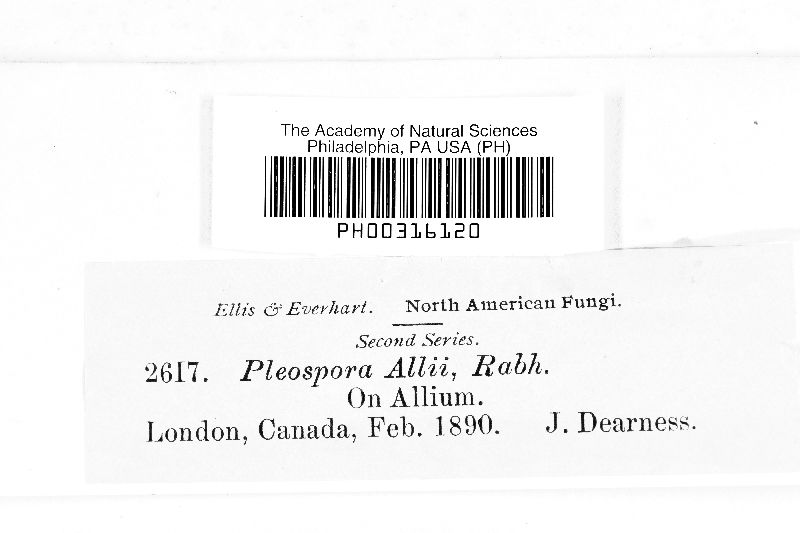 The Academy of Natural Sciences
Philadelphia, PA USA (PH)
PH00316120
Ellis & Everhart. North American Fungi.
Second Series.
2617. Pleospora Allii, Rabh.
On Allium.
London, Canada, Feb. 1890. J. Dearness.